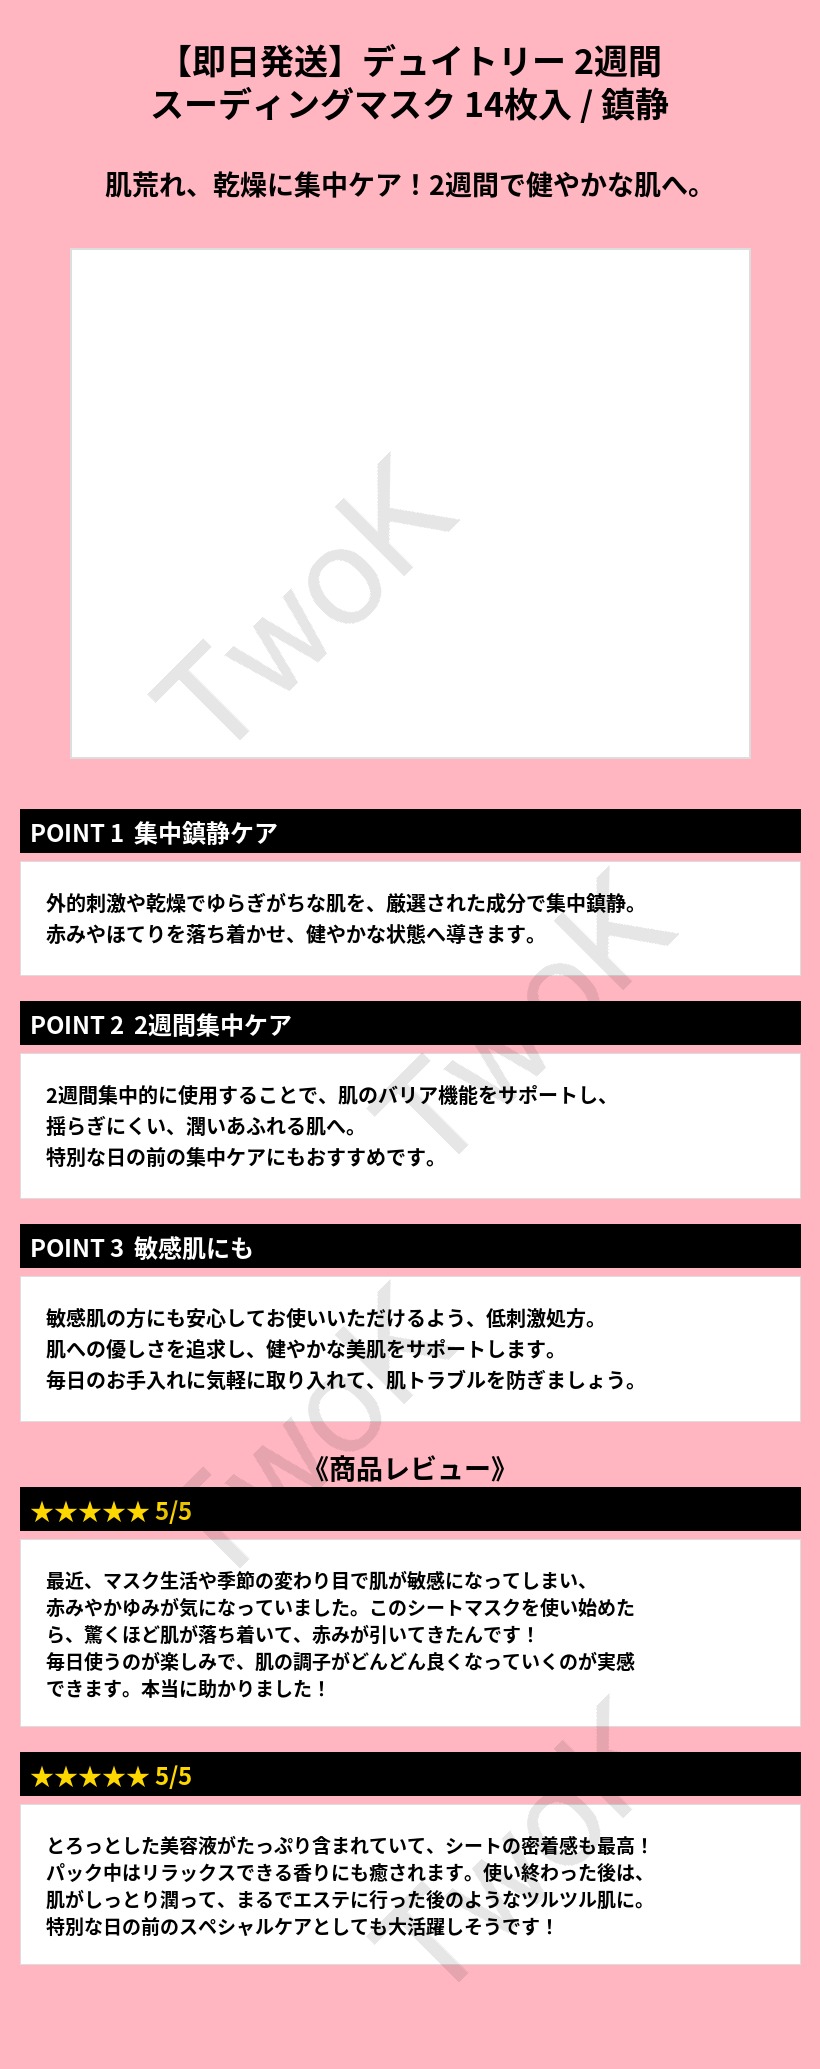 【即日発送】デュイトリー 2週間
スーディングマスク 14枚入 / 鎮静
肌荒れ、乾燥に集中ケア！2週間で健やかな肌へ。
TwoK
POINT 1 集中鎮静ケア
外的刺激や乾燥でゆらぎがちな肌を、厳選された成分で集中鎮静。
赤みやほてりを落ち着かせ、健やかな状態へ導きます。
TwoK
POINT 2 2週間集中ケア
2週間集中的に使用することで、肌のバリア機能をサポートし、
揺らぎにくい、潤いあふれる肌へ。
特別な日の前の集中ケアにもおすすめです。
POINT 3 敏感肌にも
敏感肌の方にも安心してお使いいただけるよう、低刺激処方。
肌への優しさを追求し、健やかな美肌をサポートします。
毎日のお手入れに気軽に取り入れて、肌トラブルを防ぎましょう。
TwoK
《商品レビュー》
★★★★★ 5/5
最近、マスク生活や季節の変わり目で肌が敏感になってしまい、
赤みやかゆみが気になっていました。このシートマスクを使い始めた
ら、驚くほど肌が落ち着いて、赤みが引いてきたんです！
毎日使うのが楽しみで、肌の調子がどんどん良くなっていくのが実感
できます。本当に助かりました！
★★★★★ 5/5
とろっとした美容液がたっぷり含まれていて、シートの密着感も最高！
パック中はリラックスできる香りにも癒されます。使い終わった後は、
肌がしっとり潤って、まるでエステに行った後のようなツルツル肌に。
特別な日の前のスペシャルケアとしても大活躍しそうです！
TwoK